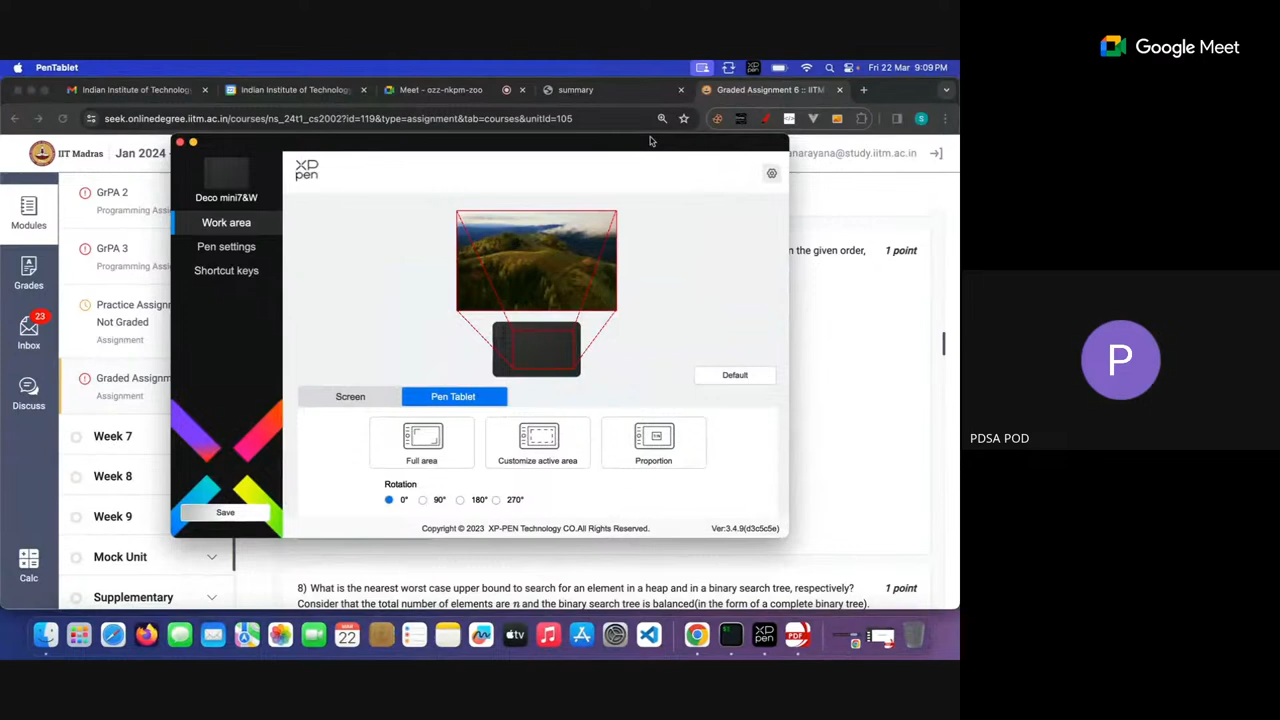 Google Meet
PenTablet
Fri 22 Mar 9:09 PM
Indian Institute of Technolog
Indian Institute of Technolog
Meet - ozz-nkpm-zoo
summary
Graded Assignment 6 :: IITM
seek.onlinedegree.iitm.ac.in/courses/ns_24t1_cs2002?id=119&type=assignment&tab=courses&unitId=105
S
IIT Madras
Jan 2024 -
anarayana@study.iitm.ac.in
Modules
Grades
23
Inbox
Discuss
Calc
GrPA 2
Programming Assi
GrPA 3
Programming Assi
Practice Assignm
Not Graded
Assignment
Graded Assignm
Assignment
Week 7
Week 8
Week 9
Mock Unit
Supplementary
XP
pen
Deco mini7&W
Work area
Pen settings
Shortcut keys
Save
Default
Screen
Pen Tablet
Full area
Customize active area
Proportion
Rotation
0°
90°
180°
270°
Copyright © 2023 XP-PEN Technology CO.All Rights Reserved.
Ver:3.4.9(d3c5c5e)
n the given order,
1 point
8) What is the nearest worst case upper bound to search for an element in a heap and in a binary search tree, respectively?
1 point
Consider that the total number of elements are n and the binary search tree is balanced(in the form of a complete binary tree).
MAR
22
tv
XP
pen
PDF
P
PDSA POD